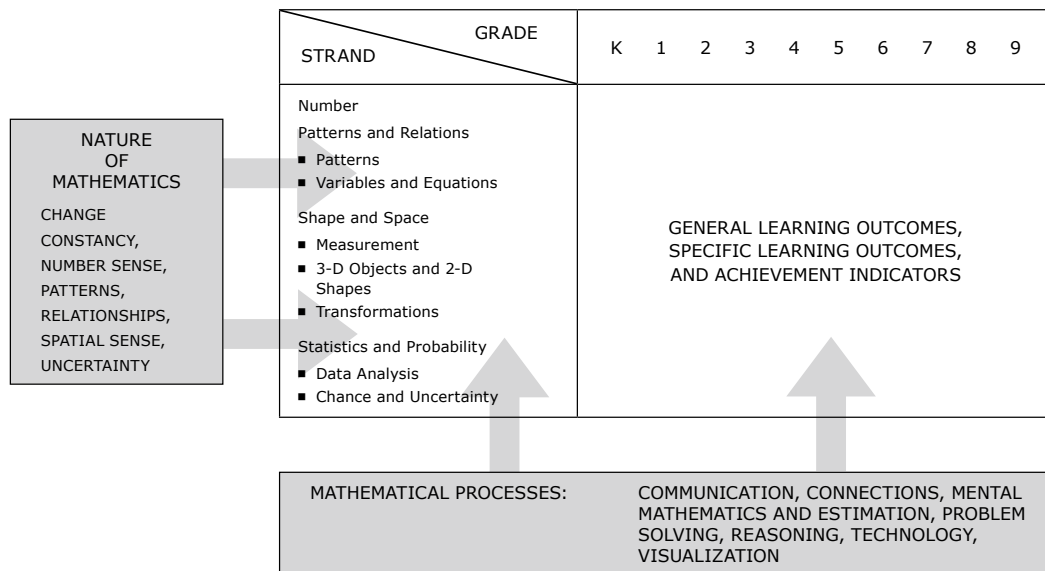 GRADE
STRAND
K 1 2 3 4 5 6 7 8 9
NATURE
OF
MATHEMATICS
CHANGE
CONSTANCY,
NUMBER SENSE,
PATTERNS,
RELATIONSHIPS,
SPATIAL SENSE,
UNCERTAINTY
Number
Patterns and Relations
■ Patterns
■ Variables and Equations
Shape and Space
■ Measurement
■ 3-D Objects and 2-D
Shapes
■ Transformations
Statistics and Probability
■ Data Analysis
■ Chance and Uncertainty
GENERAL LEARNING OUTCOMES,
SPECIFIC LEARNING OUTCOMES,
AND ACHIEVEMENT INDICATORS
MATHEMATICAL PROCESSES:
COMMUNICATION, CONNECTIONS, MENTAL
MATHEMATICS AND ESTIMATION, PROBLEM
SOLVING, REASONING, TECHNOLOGY,
VISUALIZATION